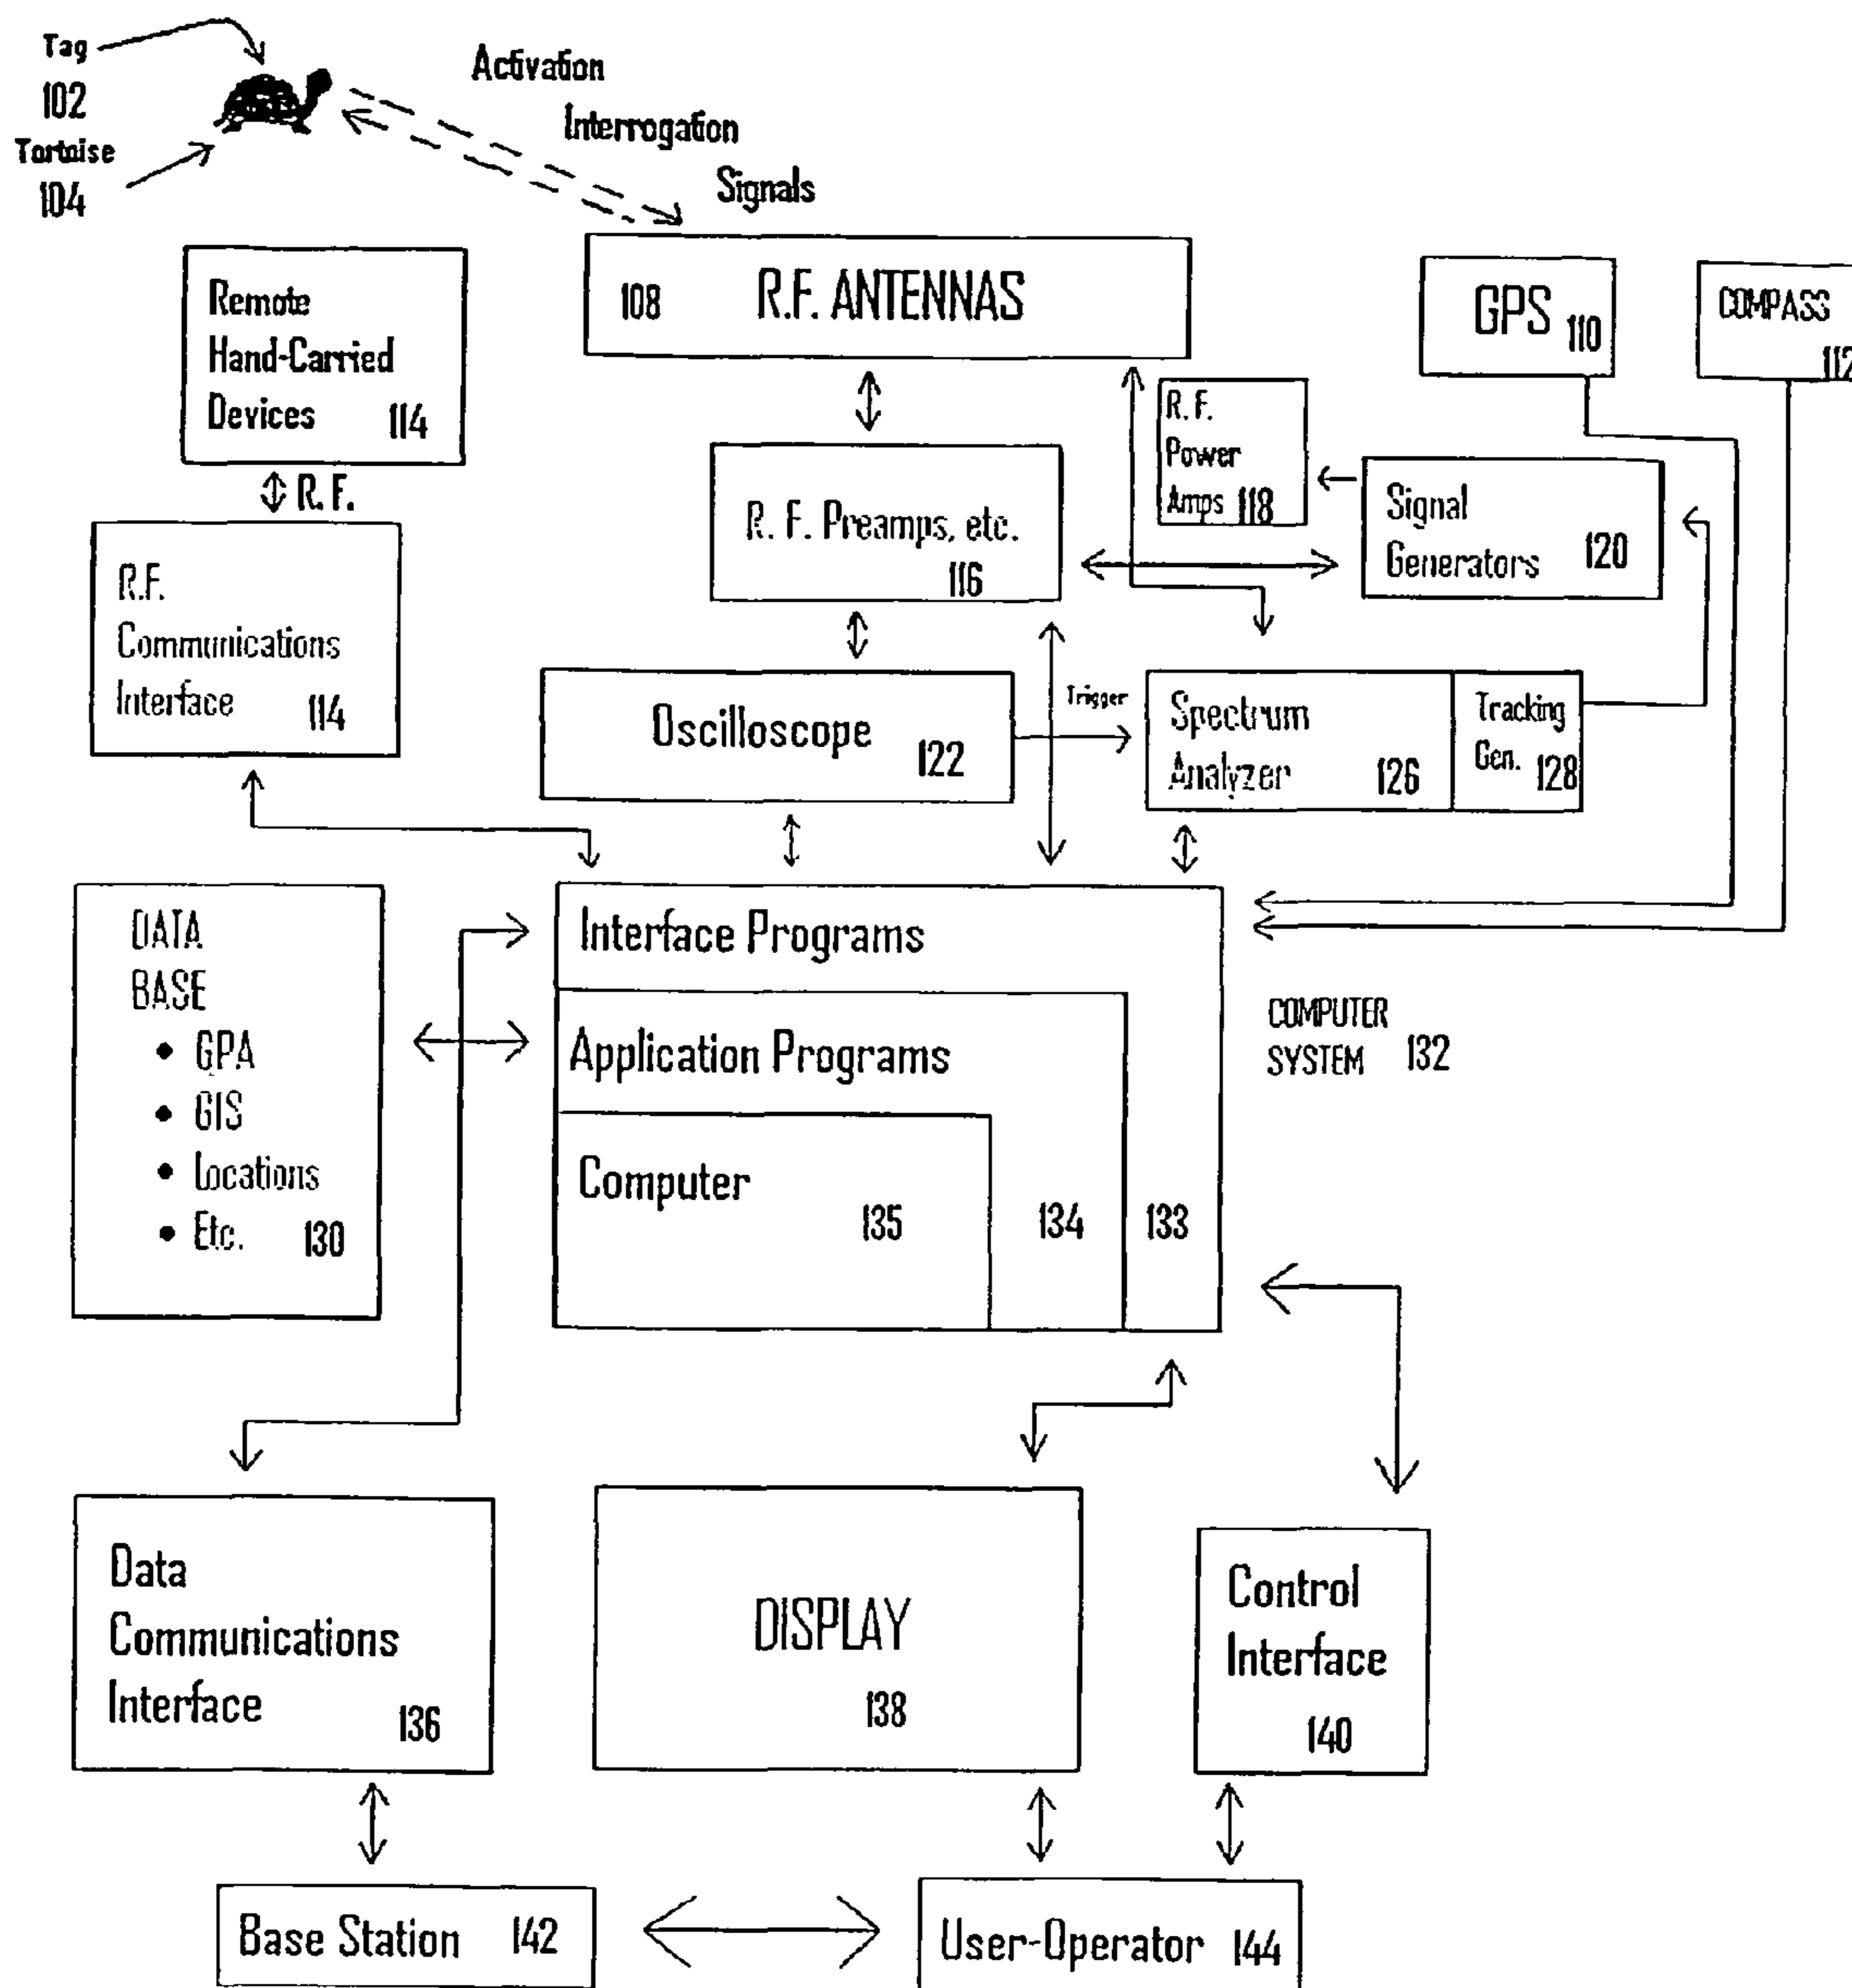 Tag
102
Tortoise
104
Activation
Interrogation
Signals
Remote
Hand-Carried
Devices 114
108 R.F. ANTENNAS
GPS 110
COMPASS
112
R. F.
Power
Amps 118
R. F.
R. F. Preamps, etc.
116
Signal
Generators 120
R.F.
Communications
Interface 114
Oscilloscope 122
Trigger
Spectrum
Analyzer 126
Tracking
Gen. 128
DATA
BASE
• GPA
• GIS
• Locations
• Etc. 130
Interface Programs
Application Programs
Computer
135 134 133
COMPUTER
SYSTEM 132
Data
Communications
Interface 136
DISPLAY
138
Control
Interface
140
Base Station 142
User-Operator 144